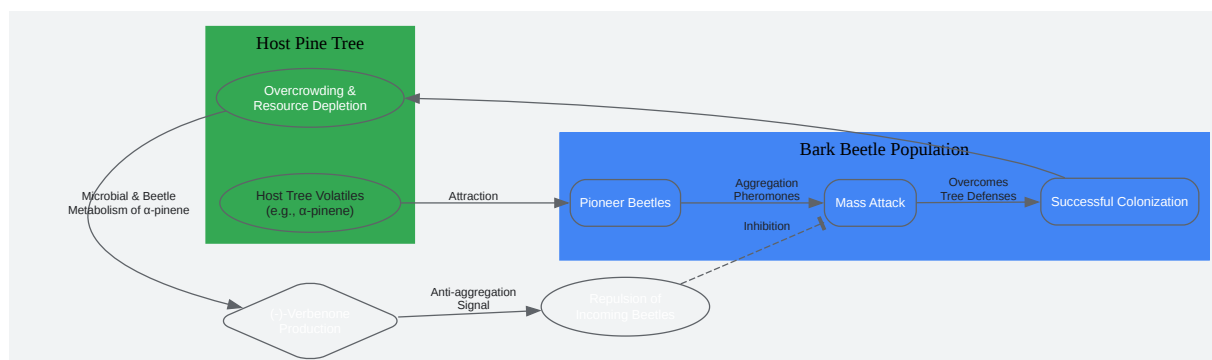 Host Pine Tree
Overcrowding &
Resource Depletion
Bark Beetle Population
Microbial & Beetle
Metabolism of α-pinene
Host Tree Volatiles
(e.g., α-pinene)
Attraction
Pioneer Beetles
Aggregation
Pheromones
Mass Attack
Overcomes
Tree Defenses
Successful Colonization
Inhibition
(-)-Verbenone
Production
Anti-aggregation
Signal
Repulsion of
Incoming Beetles